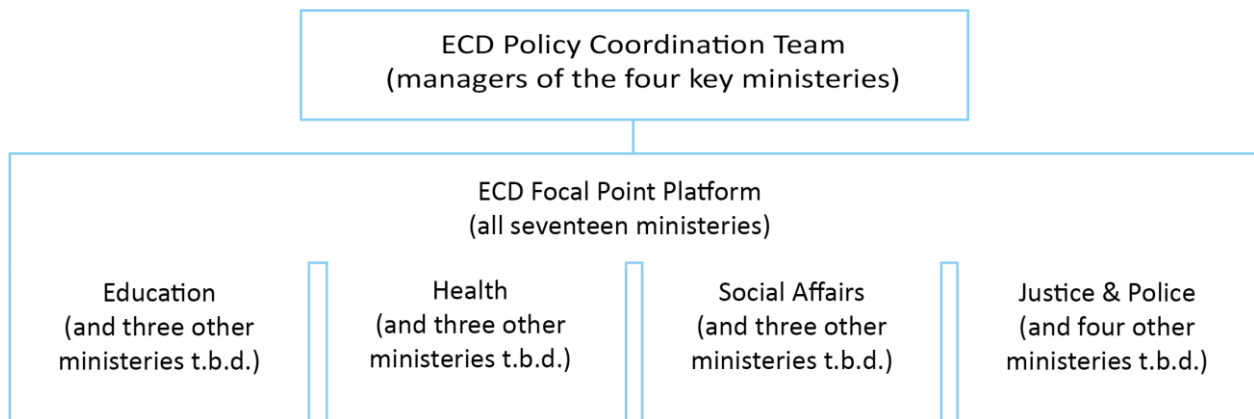 ECD Policy Coordination Team
(managers of the four key ministeries)
ECD Focal Point Platform
(all seventeen ministeries)
Education
(and three other
ministeries t.b.d.)
Health
(and three other
ministeries t.b.d.)
Social Affairs
(and three other
ministeries t.b.d.)
Justice & Police
(and four other
ministeries t.b.d.)